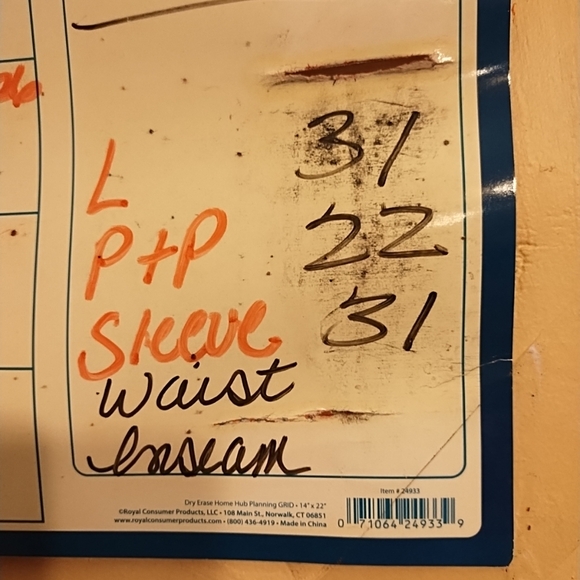 L 31
P+P 22
Sleeve 31
Waist
Inseam
Item # 24933
Dry Erase Home Hub Planning GRID • 14" x 22"
©Royal Consumer Products, LLC • 108 Main St., Norwalk, CT 06851
www.royalconsumerproducts.com • (800) 436-4919 • Made in China
0 71064 24933 9